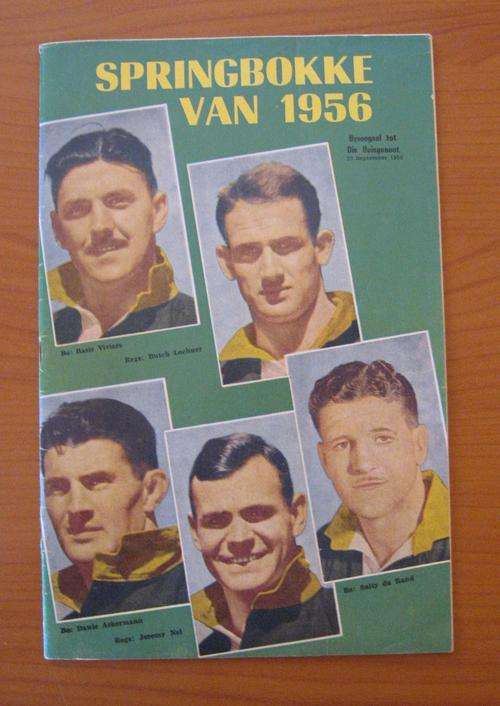 SPRINGBOKKE
VAN 1956
Byvoegsel tot
Die Huisgenoot,
Bo: Basie Viviers
Regs: Butch Lochner
Bo: Salty du Rand
Bo: Danie Ackermann
Regs: Jeremy Nel